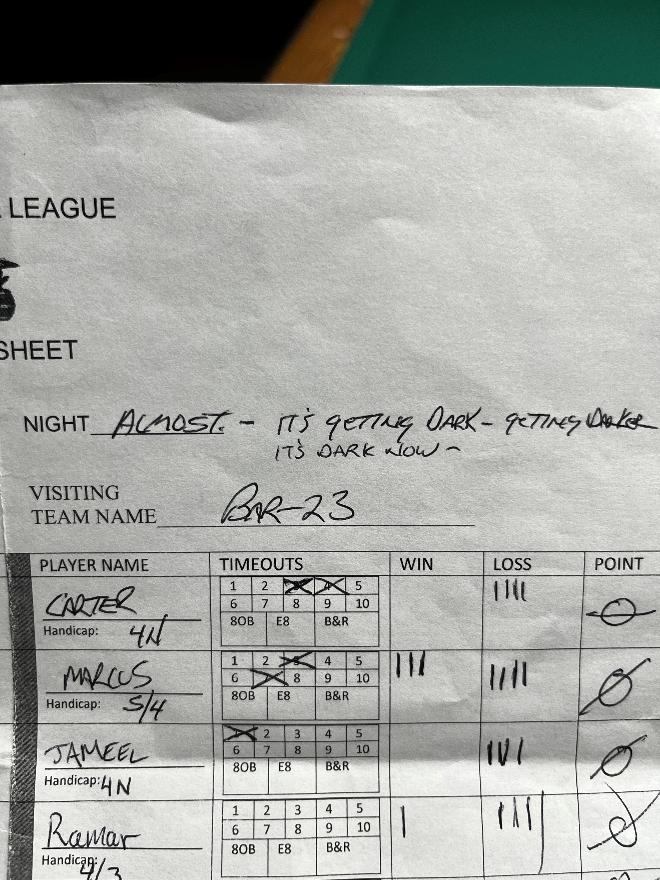 LEAGUE
SHEET
NIGHT ALMOST. - IT'S GETTING DARK - GETTING DARKER
IT'S DARK NOW ~
VISITING
TEAM NAME BAR-23
PLAYER NAME TIMEOUTS WIN LOSS POINT
CARTER
Handicap: 4N
1 2 3 4 5
6 7 8 9 10
8OB E8 B&R
MARCUS
Handicap: 5/4
1 2 3 4 5
6 7 8 9 10
8OB E8 B&R
JAMEEL
Handicap: 4N
1 2 3 4 5
6 7 8 9 10
8OB E8 B&R
Ramar
Handicap: 4/3
1 2 3 4 5
6 7 8 9 10
8OB E8 B&R